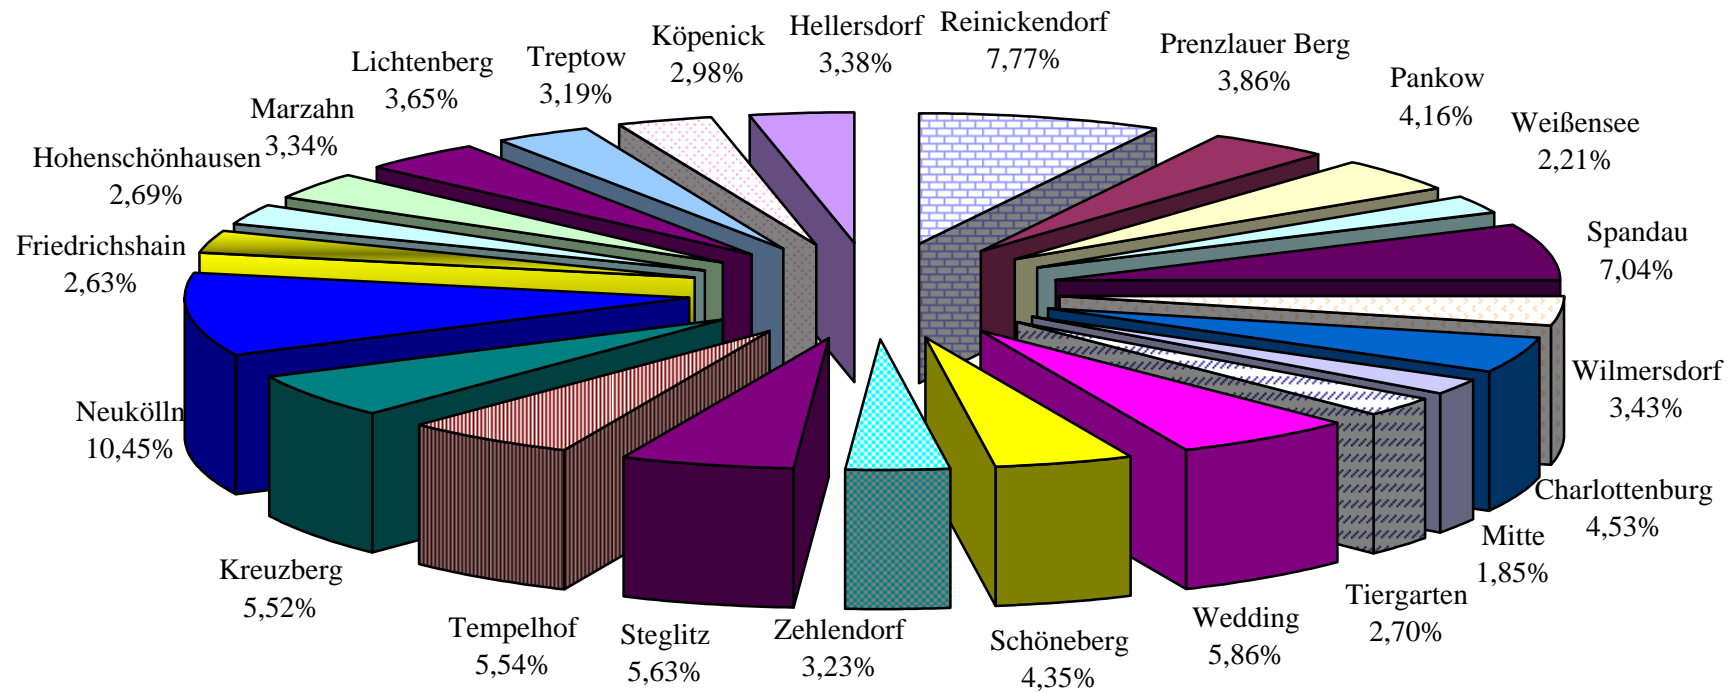 Reinickendorf
7,77%
Prenzlauer Berg
3,86%
Pankow
4,16%
Weißensee
2,21%
Spandau
7,04%
Wilmersdorf
3,43%
Charlottenburg
4,53%
Mitte
1,85%
Tiergarten
2,70%
Wedding
5,86%
Schöneberg
4,35%
Zehlendorf
3,23%
Steglitz
5,63%
Tempelhof
5,54%
Kreuzberg
5,52%
Neukölln
10,45%
Friedrichshain
2,63%
Hohenschönhausen
2,69%
Marzahn
3,34%
Lichtenberg
3,65%
Treptow
3,19%
Köpenick
2,98%
Hellersdorf
3,38%